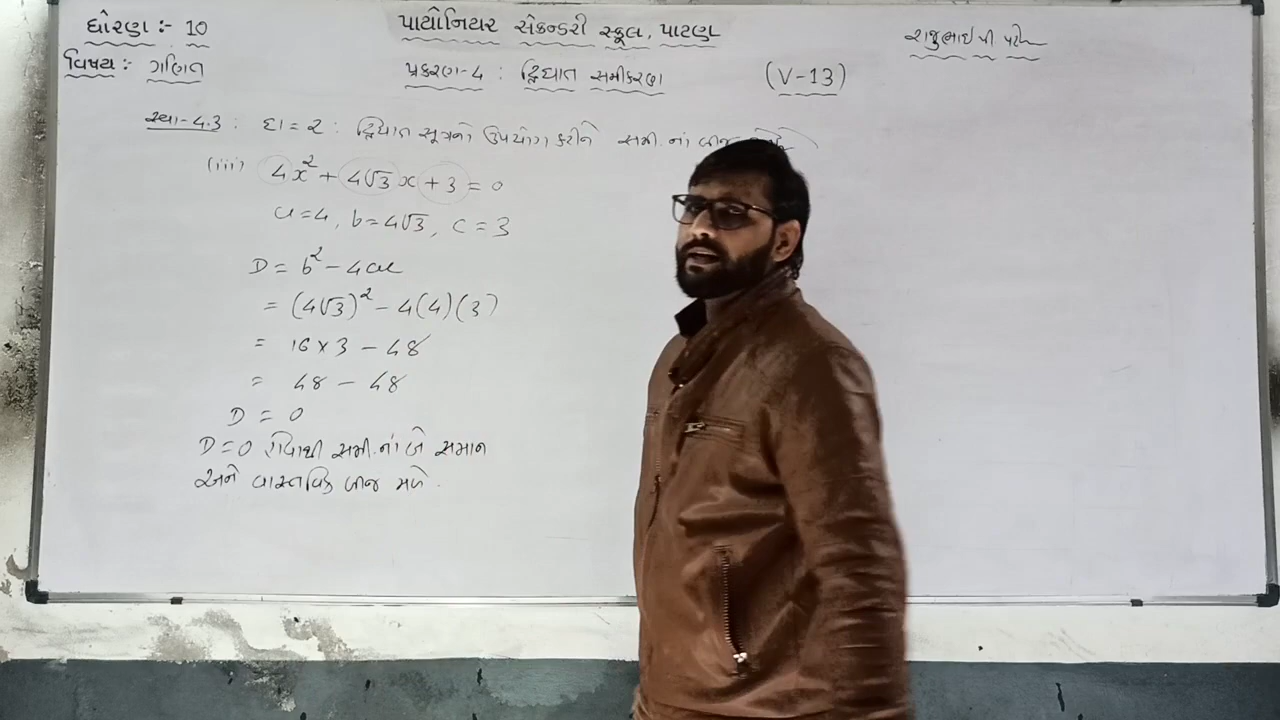 ધોરણ :- 10
પાયોનિયર સેકન્ડરી સ્કૂલ, પાટણ
રાજુભાઇ પી પટેલ
વિષય : ગણિત
પ્રકરણ-4 : દ્વિઘાત સમીકરણ (V-13)
સ્વા-4.3 : દા = 2 : દ્વિઘાત સૂત્રનો ઉપયોગ કરીને સમી.નાં બીજ
(iii) 4x² + 4√3x + 3 = 0
a=4, b=4√3, c=3
D = b² - 4ac
= (4√3)² - 4(4)(3)
= 16×3 - 48
= 48 - 48
D = 0
D=0 હોવાથી સમી.નાં બે સમાન
અને વાસ્તવિક બીજ મળે.